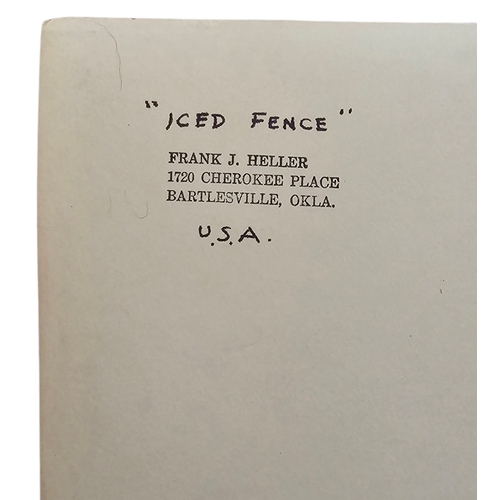 "ICED FENCE"
FRANK J. HELLER
1720 CHEROKEE PLACE
BARTLESVILLE, OKLA.
U.S.A.